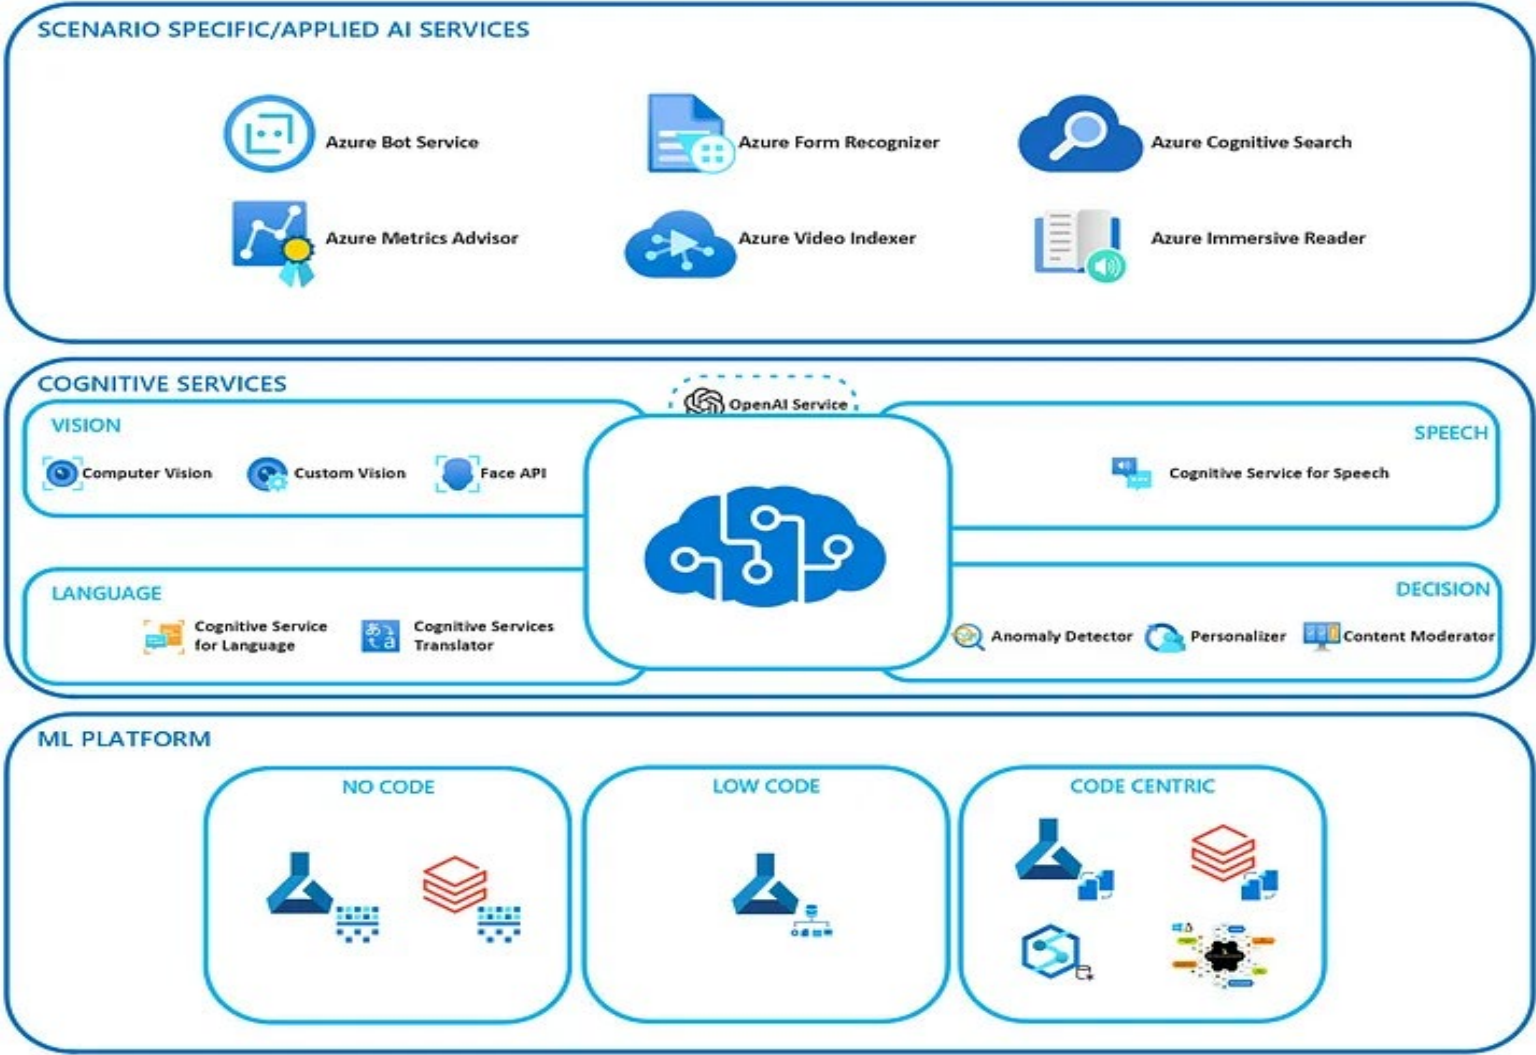 SCENARIO SPECIFIC/APPLIED AI SERVICES
Azure Bot Service
Azure Form Recognizer
Azure Cognitive Search
Azure Metrics Advisor
Azure Video Indexer
Azure Immersive Reader
COGNITIVE SERVICES
OpenAI Service
VISION
Computer Vision
Custom Vision
Face API
SPEECH
Cognitive Service for Speech
LANGUAGE
Cognitive Service
for Language
Cognitive Services
Translator
DECISION
Anomaly Detector
Personalizer
Content Moderator
ML PLATFORM
NO CODE
LOW CODE
CODE CENTRIC